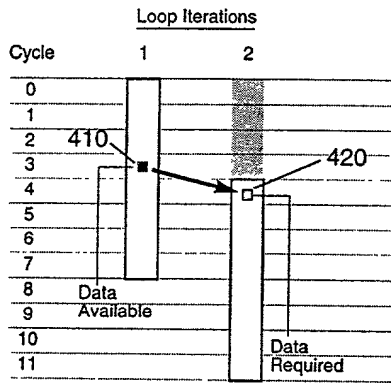 Loop Iterations
Cycle 1 2
0
1
2
410
3
420
4
5
6
7
8
Data
Available
9
10
Data
Required
11